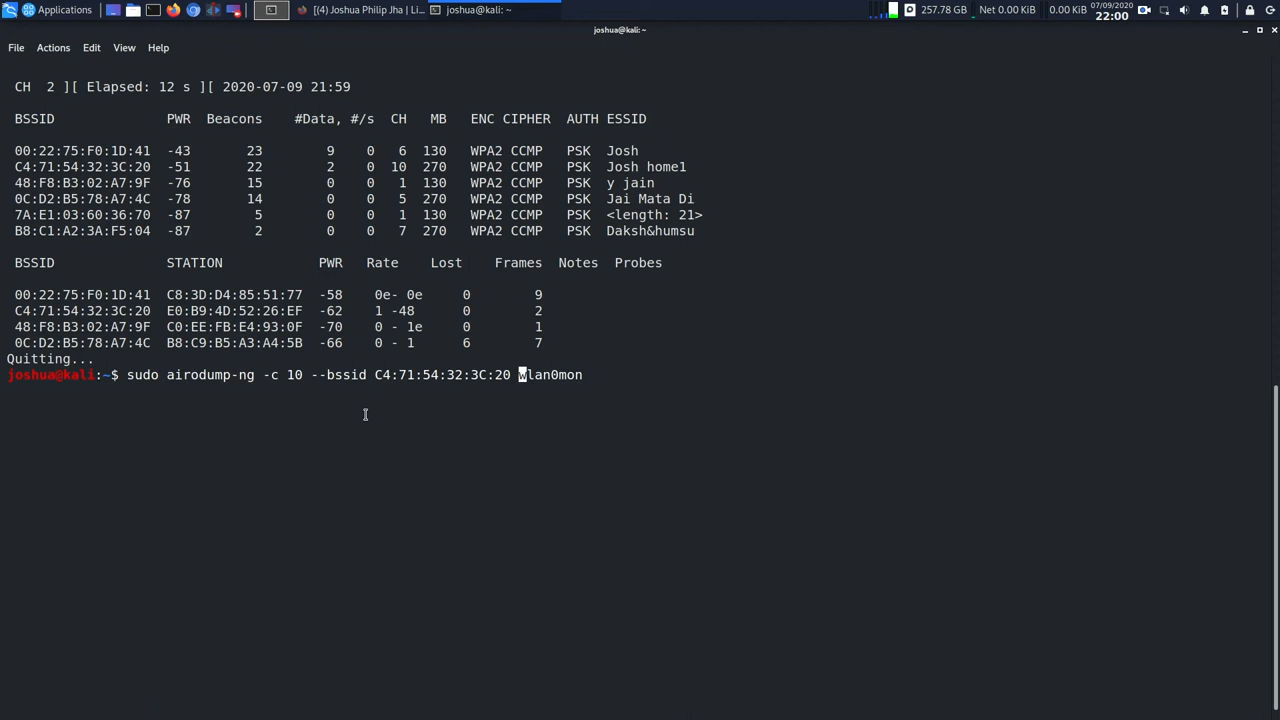 Applications [(4) Joshua Philip Jha | Li... joshua@kali: ~ 257.78 GB Net 0.00 KiB 0.00 KiB 07/09/2020 22:00
joshua@kali: ~
File Actions Edit View Help
CH 2 ][ Elapsed: 12 s ][ 2020-07-09 21:59
BSSID PWR Beacons #Data, #/s CH MB ENC CIPHER AUTH ESSID
00:22:75:F0:1D:41 -43 23 9 0 6 130 WPA2 CCMP PSK Josh
C4:71:54:32:3C:20 -51 22 2 0 10 270 WPA2 CCMP PSK Josh home1
48:F8:B3:02:A7:9F -76 15 0 0 1 130 WPA2 CCMP PSK y jain
0C:D2:B5:78:A7:4C -78 14 0 0 5 270 WPA2 CCMP PSK Jai Mata Di
7A:E1:03:60:36:70 -87 5 0 0 1 130 WPA2 CCMP PSK <length: 21>
B8:C1:A2:3A:F5:04 -87 2 0 0 7 270 WPA2 CCMP PSK Daksh&humsu
BSSID STATION PWR Rate Lost Frames Notes Probes
00:22:75:F0:1D:41 C8:3D:D4:85:51:77 -58 0e- 0e 0 9
C4:71:54:32:3C:20 E0:B9:4D:52:26:EF -62 1 -48 0 2
48:F8:B3:02:A7:9F C0:EE:FB:E4:93:0F -70 0 - 1e 0 1
0C:D2:B5:78:A7:4C B8:C9:B5:A3:A4:5B -66 0 - 1 6 7
Quitting...
joshua@kali:~$ sudo airodump-ng -c 10 --bssid C4:71:54:32:3C:20 wlan0mon